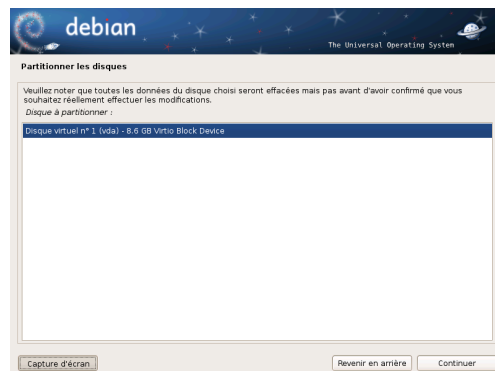 debian
The Universal Operating System
Partitionner les disques
Veuillez noter que toutes les données du disque choisi seront effacées mais pas avant d'avoir confirmé que vous
souhaitez réellement effectuer les modifications.
Disque à partitionner :
Disque virtuel n° 1 (vda) - 8.6 GB Virtio Block Device
Capture d'écran
Revenir en arrière
Continuer